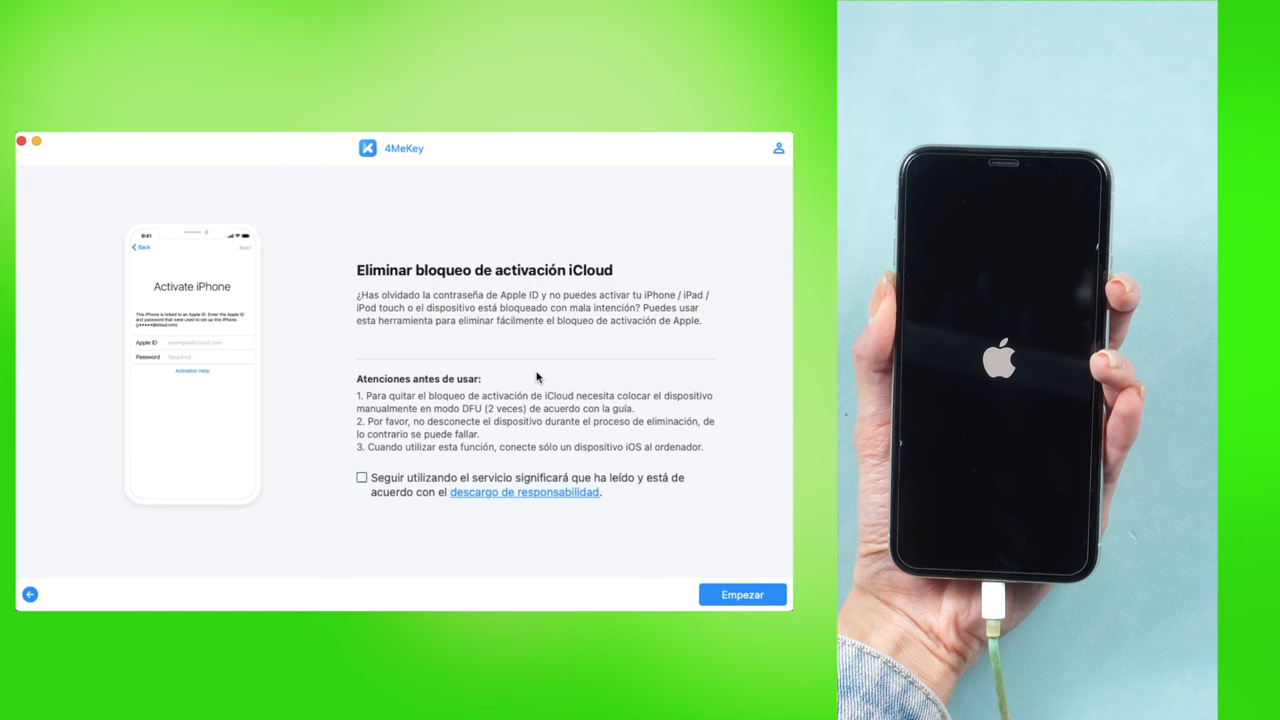 4MeKey
9:41
Back
Next
Activate iPhone
This iPhone is linked to an Apple ID. Enter the Apple ID
and password that were used to set up this iPhone.
(j•••••@icloud.com)
Apple ID example@icloud.com
Password Required
Activation Help
Eliminar bloqueo de activación iCloud
¿Has olvidado la contraseña de Apple ID y no puedes activar tu iPhone / iPad /
iPod touch o el dispositivo está bloqueado con mala intención? Puedes usar
esta herramienta para eliminar fácilmente el bloqueo de activación de Apple.
Atenciones antes de usar:
1. Para quitar el bloqueo de activación de iCloud necesita colocar el dispositivo
manualmente en modo DFU (2 veces) de acuerdo con la guía.
2. Por favor, no desconecte el dispositivo durante el proceso de eliminación, de
lo contrario se puede fallar.
3. Cuando utilizar esta función, conecte sólo un dispositivo iOS al ordenador.
Seguir utilizando el servicio significará que ha leído y está de
acuerdo con el descargo de responsabilidad.
Empezar